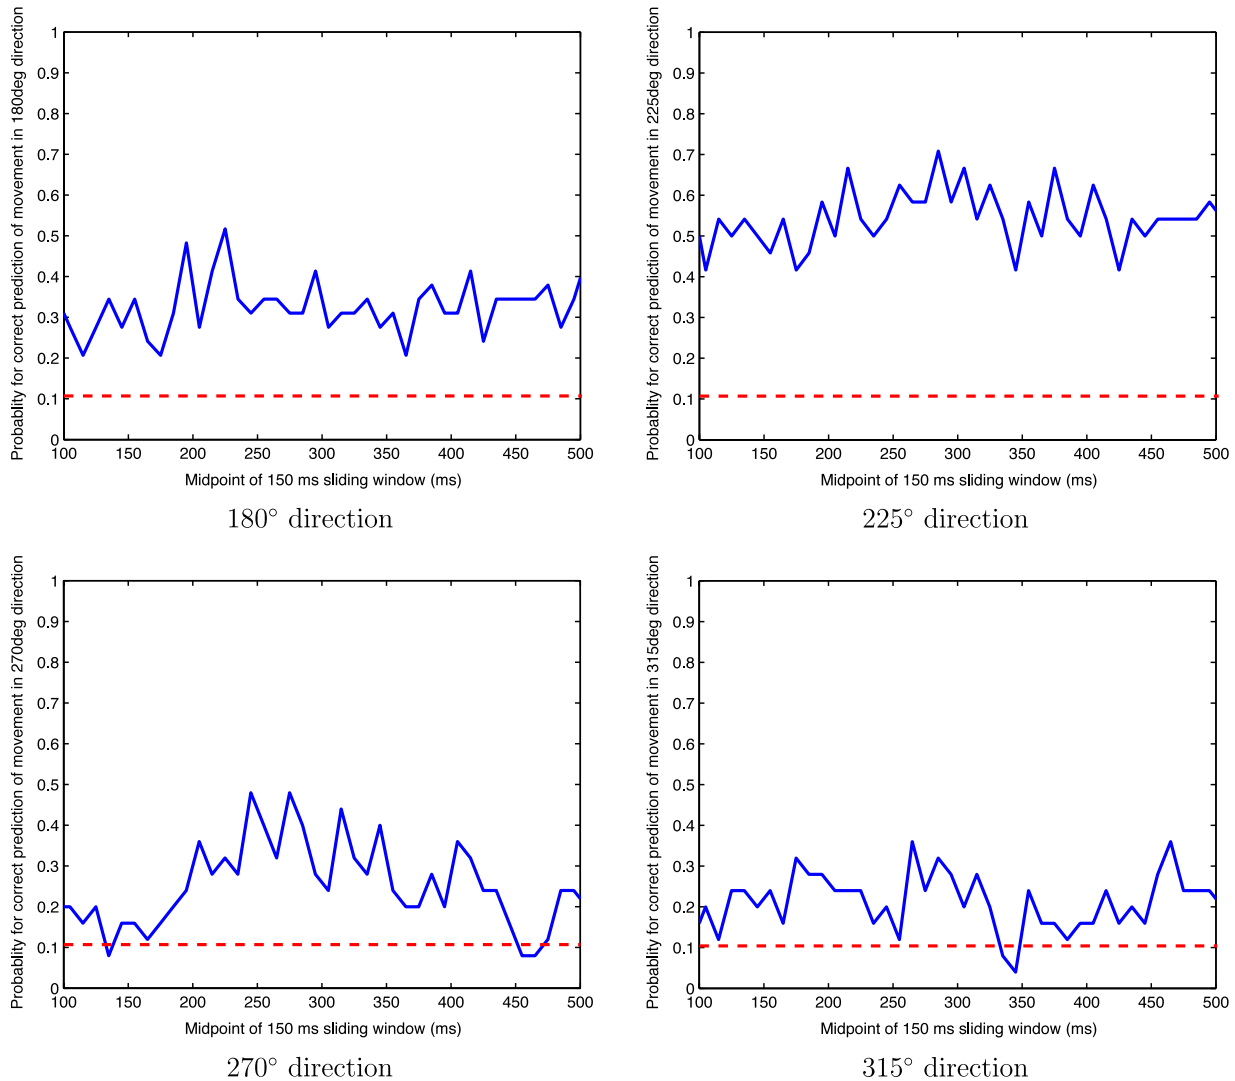 Probablity for correct prediction of movement in 180deg direction
1
0.9
0.8
0.7
0.6
0.5
0.4
0.3
0.2
0.1
0
100 150 200 250 300 350 400 450 500
Midpoint of 150 ms sliding window (ms)
180° direction
Probablity for correct prediction of movement in 225deg direction
1
0.9
0.8
0.7
0.6
0.5
0.4
0.3
0.2
0.1
0
100 150 200 250 300 350 400 450 500
Midpoint of 150 ms sliding window (ms)
225° direction
Probablity for correct prediction of movement in 270deg direction
1
0.9
0.8
0.7
0.6
0.5
0.4
0.3
0.2
0.1
0
100 150 200 250 300 350 400 450 500
Midpoint of 150 ms sliding window (ms)
270° direction
Probablity for correct prediction of movement in 315deg direction
1
0.9
0.8
0.7
0.6
0.5
0.4
0.3
0.2
0.1
0
100 150 200 250 300 350 400 450 500
Midpoint of 150 ms sliding window (ms)
315° direction